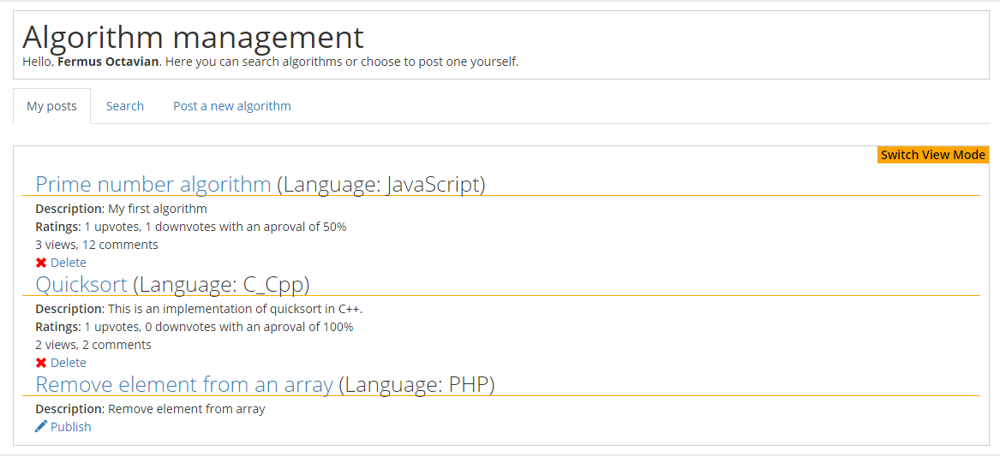 Algorithm management
Hello, Fermus Octavian. Here you can search algorithms or choose to post one yourself.
My posts Search Post a new algorithm
Switch View Mode
Prime number algorithm (Language: JavaScript)
Description: My first algorithm
Ratings: 1 upvotes, 1 downvotes with an aproval of 50%
3 views, 12 comments
Delete
Quicksort (Language: C_Cpp)
Description: This is an implementation of quicksort in C++.
Ratings: 1 upvotes, 0 downvotes with an aproval of 100%
2 views, 2 comments
Delete
Remove element from an array (Language: PHP)
Description: Remove element from array
Publish